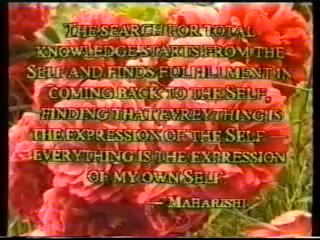 THE SEARCH FOR TOTAL
KNOWLEDGE STARTS FROM THE
SELF AND FINDS FULFILLMENT IN
COMING BACK TO THE SELF,
FINDING THAT EVREYTHING IS
THE EXPRESSION OF THE SELF —
EVERYTHING IS THE EXPRESSION
OF MY OWN SELF.
— MAHARISHI